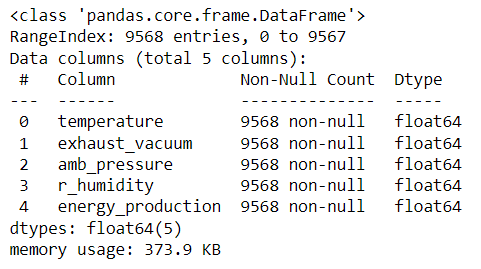 <class 'pandas.core.frame.DataFrame'>
RangeIndex: 9568 entries, 0 to 9567
Data columns (total 5 columns):
 #   Column             Non-Null Count  Dtype
---  ------             --------------  -----
 0   temperature        9568 non-null   float64
 1   exhaust_vacuum     9568 non-null   float64
 2   amb_pressure       9568 non-null   float64
 3   r_humidity         9568 non-null   float64
 4   energy_production  9568 non-null   float64
dtypes: float64(5)
memory usage: 373.9 KB